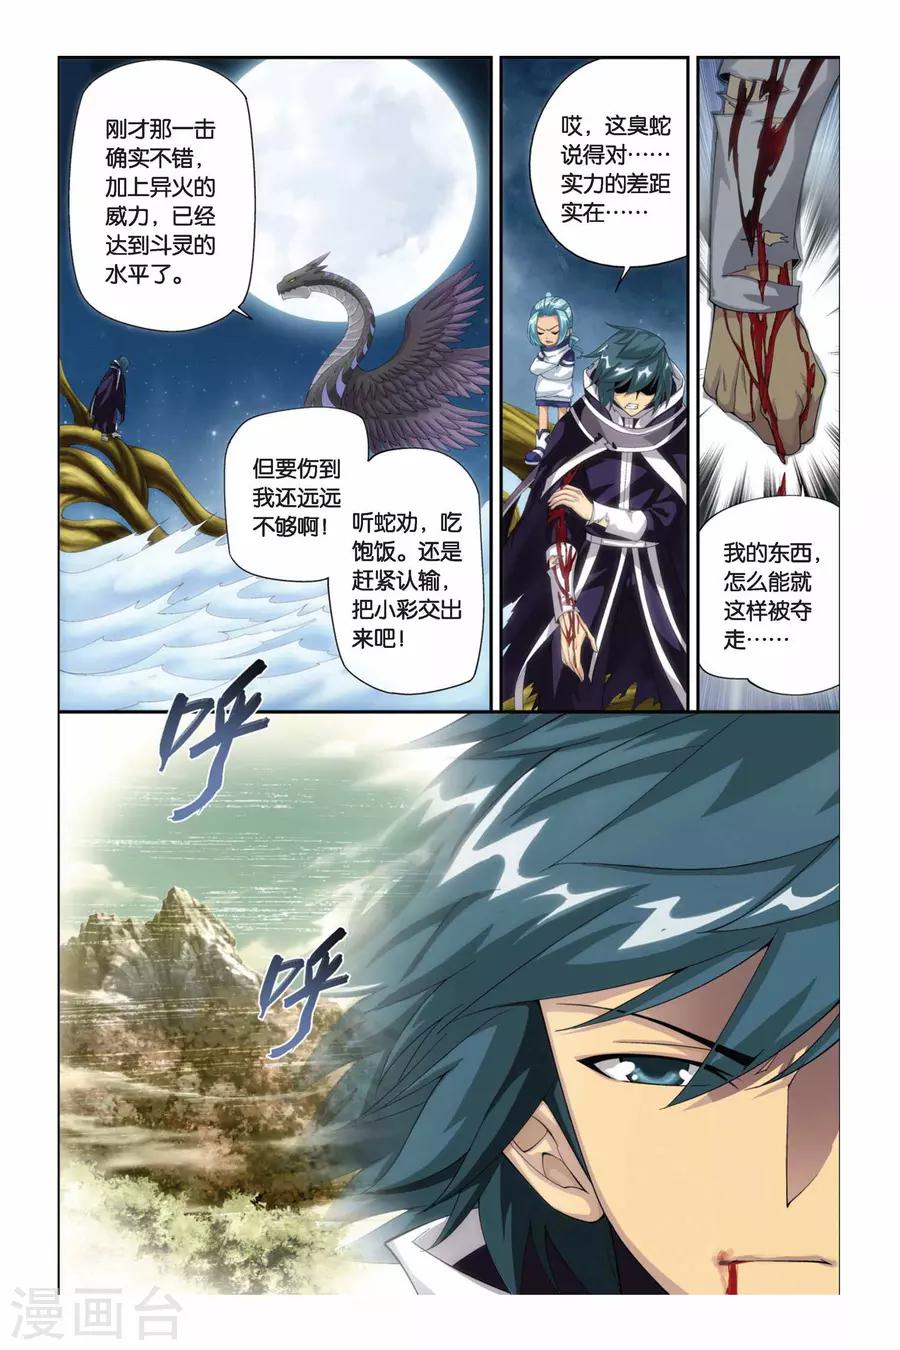 刚才那一击
确实不错，
加上异火的
威力，已经
达到斗灵的
水平了。
但要伤到
我还远远
不够啊！
听蛇劝，吃
饱饭。还是
赶紧认输，
把小彩交出
来吧！
哎，这臭蛇
说得对……
实力的差距
实在……
我的东西，
怎么能就
这样被夺
走……
呼
呼
漫画台